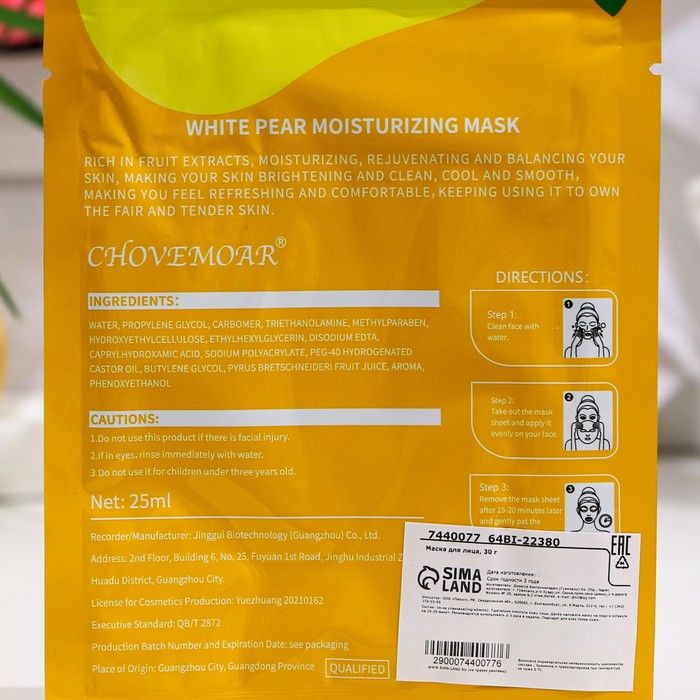 WHITE PEAR MOISTURIZING MASK
RICH IN FRUIT EXTRACTS, MOISTURIZING, REJUVENATING AND BALANCING YOUR
SKIN, MAKING YOUR SKIN BRIGHTENING AND CLEAN, COOL AND SMOOTH,
MAKING YOU FEEL REFRESHING AND COMFORTABLE, KEEPING USING IT TO OWN
THE FAIR AND TENDER SKIN.
CHOVEMOAR®
INGREDIENTS:
WATER, PROPYLENE GLYCOL, CARBOMER, TRIETHANOLAMINE, METHYLPARABEN,
HYDROXYETHYLCELLULOSE, ETHYLHEXYLGLYCERIN, DISODIUM EDTA,
CAPRYLHYDROXAMIC ACID, SODIUM POLYACRYLATE, PEG-40 HYDROGENATED
CASTOR OIL, BUTYLENE GLYCOL, PYRUS BRETSCHNEIDERI FRUIT JUICE, AROMA,
PHENOXYETHANOL
CAUTIONS:
1.Do not use this product if there is facial injury.
2.If in eyes, rinse immediately with water.
3.Do not use it for children under three years old.
Net: 25ml
Recorder/Manufacturer: Jinggui Biotechnology (Guangzhou) Co., Ltd.
Address: 2nd Floor, Building 6, No. 25, Fuyuan 1st Road, Jinghu Industrial
Huadu District, Guangzhou City.
License for Cosmetics Production: Yuezhuang 20210162
Executive Standard: QB/T 2872
Production Batch Number and Expiration Date: see packaging
Place of Origin: Guangzhou City, Guangdong Province
QUALIFIED
DIRECTIONS:
Step 1:
Clean face with
water.
1
Step 2:
Take out the mask
sheet and apply it
evenly on your face.
2
Step 3:
Remove the mask sheet
after 15-20 minutes later
and gently pat the
3
7440077 64BI-22380
Маска для лица, 30 г
EAC
SIMA
LAND
Дата изготовления:
Срок годности 3 года
2900074400776